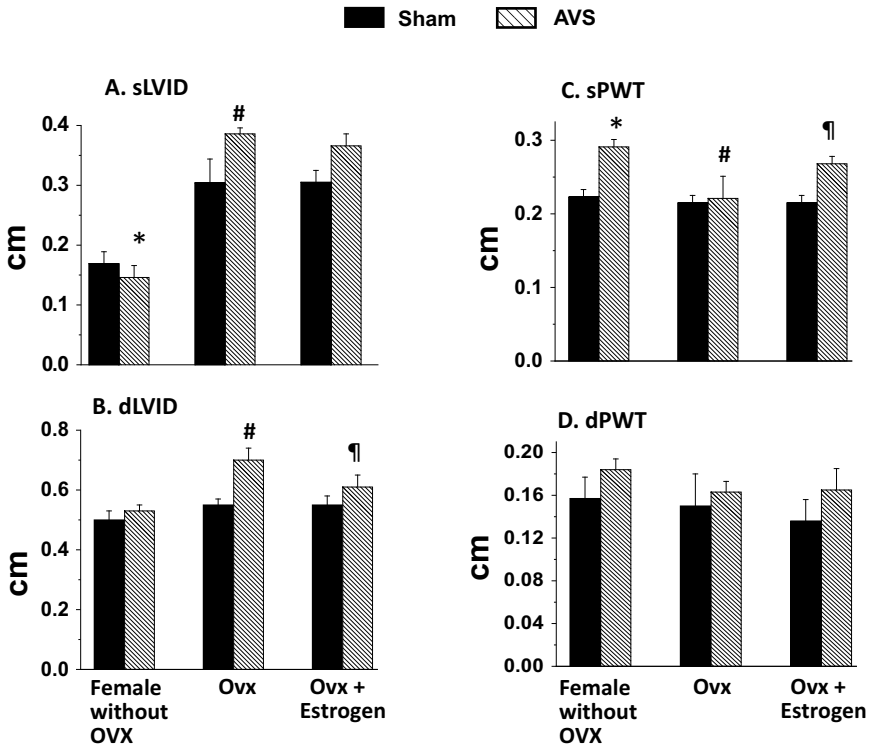 Sham AVS
A. sLVID
#
*
cm
0.4
0.3
0.2
0.1
0.0
C. sPWT
*
#
¶
cm
0.3
0.2
0.1
0.0
B. dLVID
#
¶
cm
0.8
0.6
0.4
0.2
0.0
Female
without
OVX
Ovx
Ovx +
Estrogen
D. dPWT
cm
0.20
0.16
0.12
0.08
0.04
0.00
Female
without
OVX
Ovx
Ovx +
Estrogen